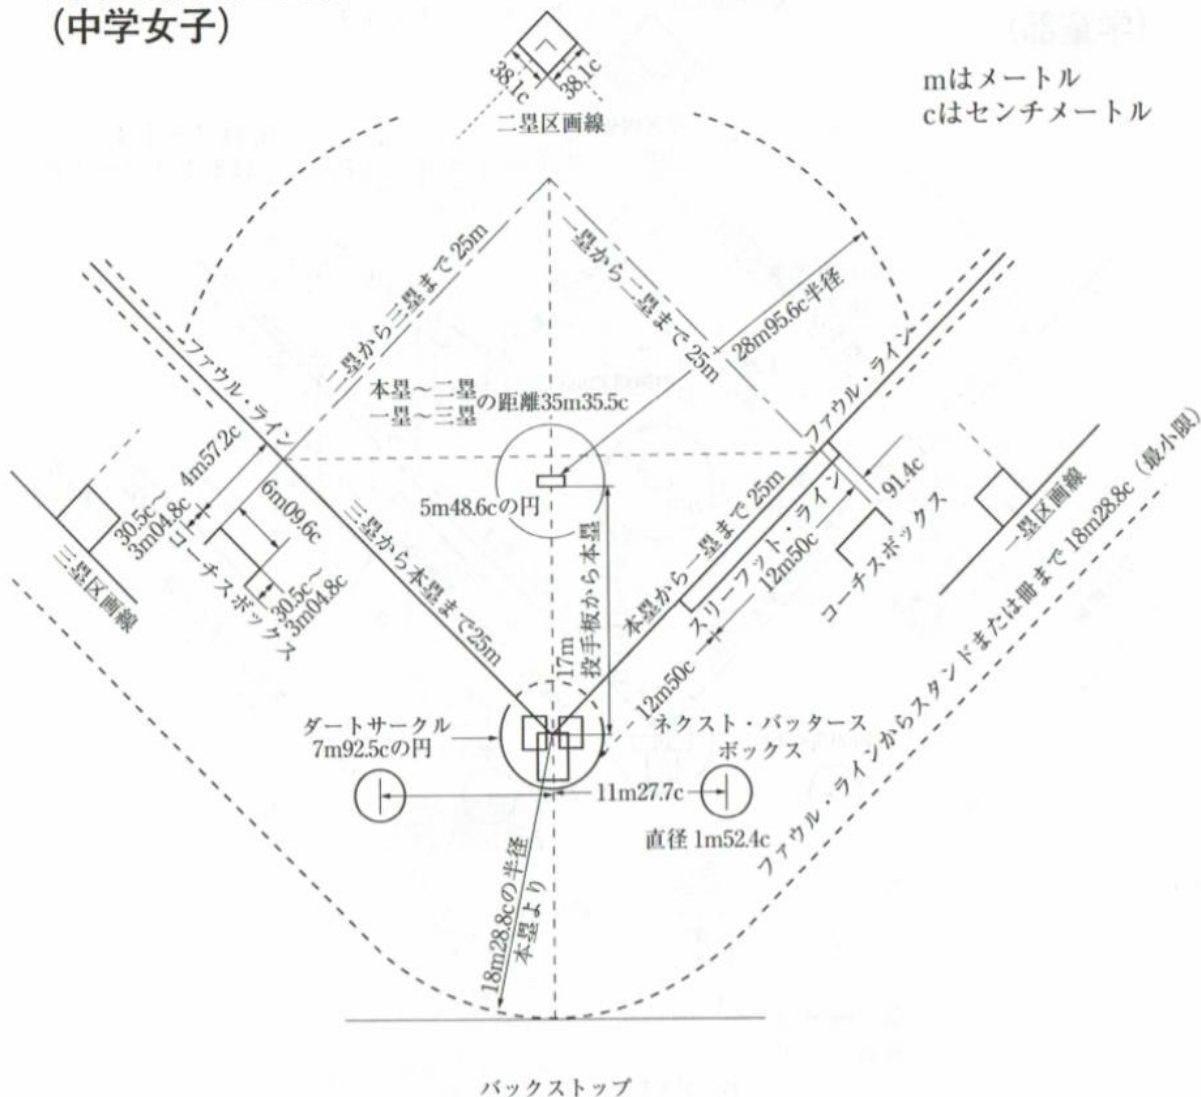 (中学女子)
mはメートル
cはセンチメートル
38.1c
38.1c
二塁区画線
二塁から三塁まで25m
一塁から二塁まで25m
28m95.6c半径
ファウル・ライン
ファウル・ライン
本塁~二塁
一塁~三塁
の距離35m35.5c
5m48.6cの円
4m57.2c
30.5c~
3m04.8c
6m09.6c
コーチスボックス
30.5c~
3m04.8c
三塁区画線
三塁から本塁まで25m
17m
投手板から本塁
本塁から一塁まで25m
スリーフット・ライン
12m50c
12m50c
91.4c
コーチスボックス
一塁区画線
ファウル・ラインからスタンドまたは冊まで18m28.8c(最小限)
ダートサークル
7m92.5cの円
ネクスト・バッタース
ボックス
11m27.7c
直径1m52.4c
18m28.8cの半径
本塁より
バックストップ